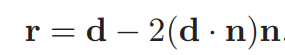 r = d − 2(d · n)n.